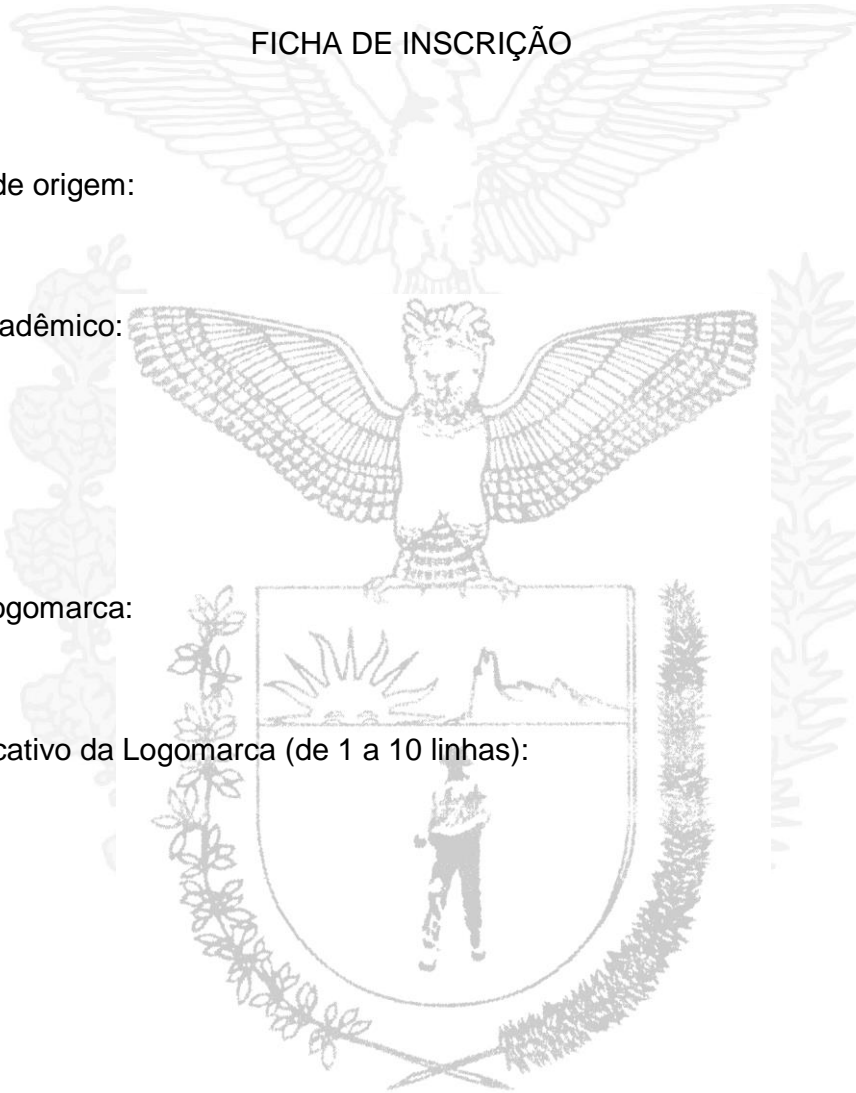 FICHA DE INSCRIÇÃO
de origem:
adêmico:
ogomarca:
cativo da Logomarca (de 1 a 10 linhas):